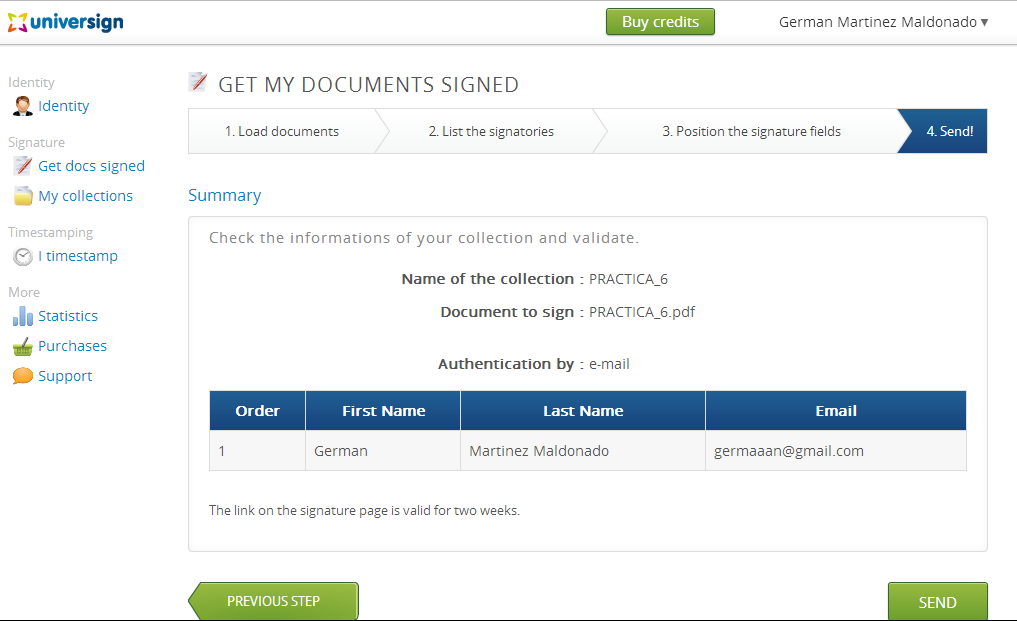 universign
Buy credits
German Martinez Maldonado ▼
Identity
Identity
Signature
Get docs signed
My collections
Timestamping
I timestamp
More
Statistics
Purchases
Support
GET MY DOCUMENTS SIGNED
1. Load documents 2. List the signatories 3. Position the signature fields 4. Send!
Summary
Check the informations of your collection and validate.
Name of the collection : PRACTICA_6
Document to sign : PRACTICA_6.pdf
Authentication by : e-mail
Order First Name Last Name Email
1 German Martinez Maldonado germaaan@gmail.com
The link on the signature page is valid for two weeks.
PREVIOUS STEP SEND